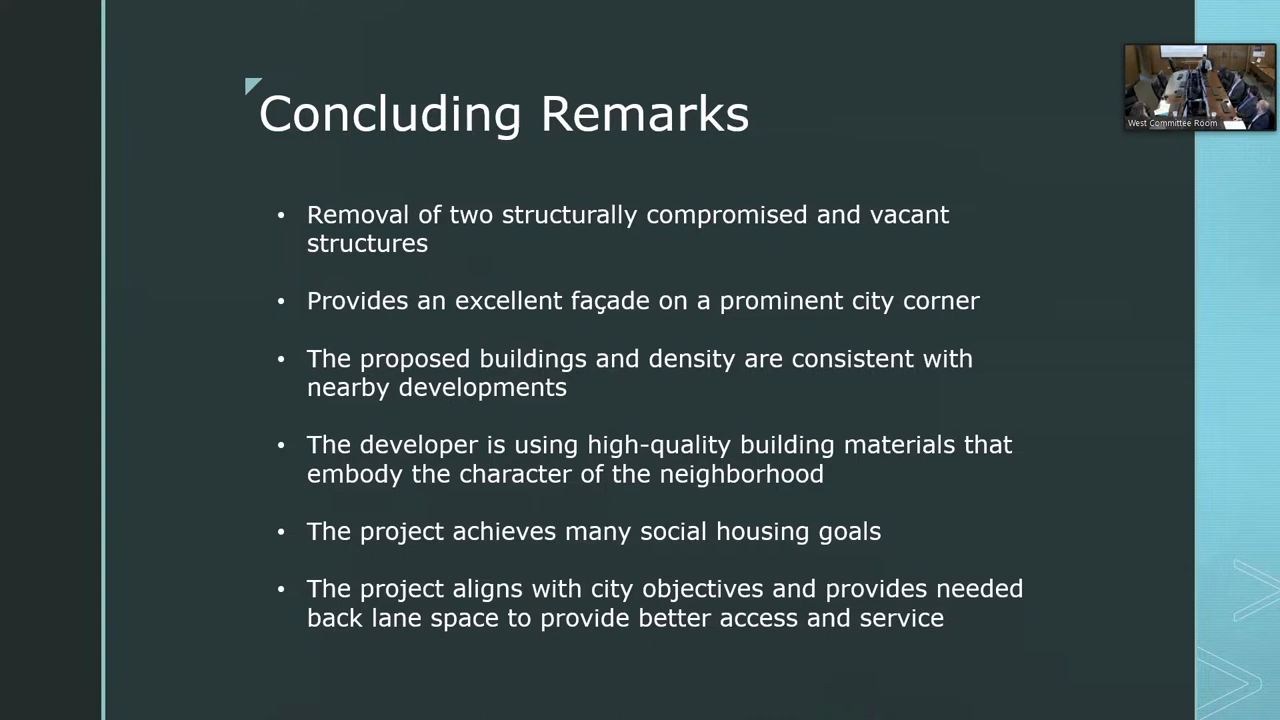 Concluding Remarks
West Committee Room
• Removal of two structurally compromised and vacant
structures
• Provides an excellent façade on a prominent city corner
• The proposed buildings and density are consistent with
nearby developments
• The developer is using high-quality building materials that
embody the character of the neighborhood
• The project achieves many social housing goals
• The project aligns with city objectives and provides needed
back lane space to provide better access and service